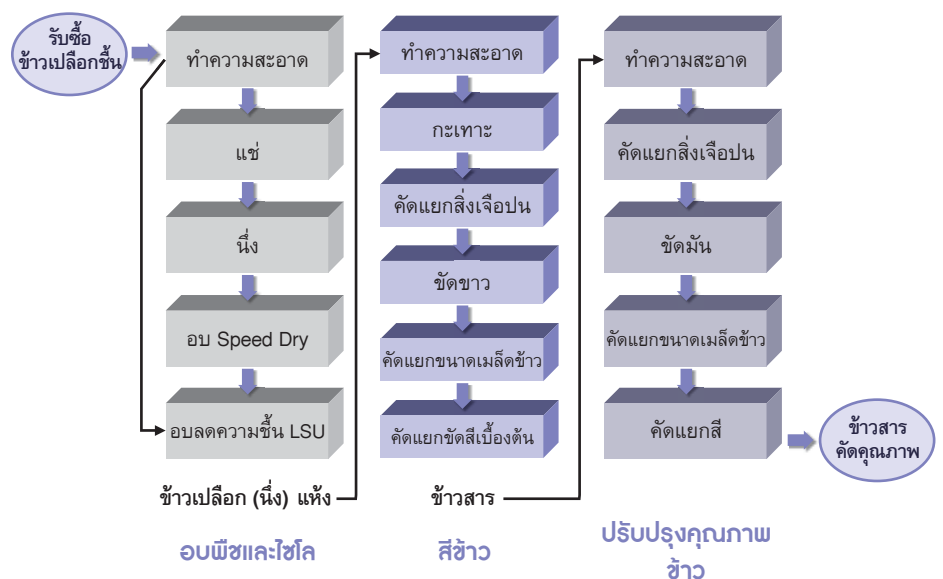 รับซื้อ
ข้าวเปลือกชื้น
ทำความสะอาด
แช่
นึ่ง
อบ Speed Dry
อบลดความชื้น LSU
ข้าวเปลือก (นึ่ง) แห้ง
อบพืชและไซโล
ทำความสะอาด
กะเทาะ
คัดแยกสิ่งเจือปน
ขัดขาว
คัดแยกขนาดเมล็ดข้าว
คัดแยกขัดสีเบื้องต้น
ข้าวสาร
สีข้าว
ทำความสะอาด
คัดแยกสิ่งเจือปน
ขัดมัน
คัดแยกขนาดเมล็ดข้าว
คัดแยกสี
ข้าวสาร
คัดคุณภาพ
ปรับปรุงคุณภาพ
ข้าว